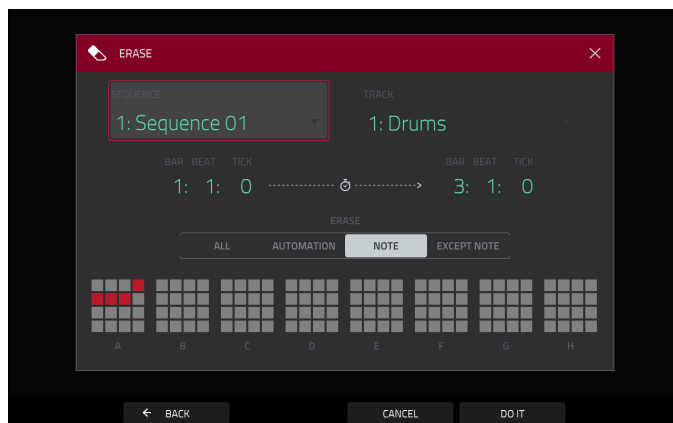 ERASE
SEQUENCE TRACK
1: Sequence 01 1: Drums
BAR BEAT TICK BAR BEAT TICK
1: 1: 0 3: 1: 0
ERASE
ALL AUTOMATION NOTE EXCEPT NOTE
A B C D E F G H
BACK CANCEL DO IT